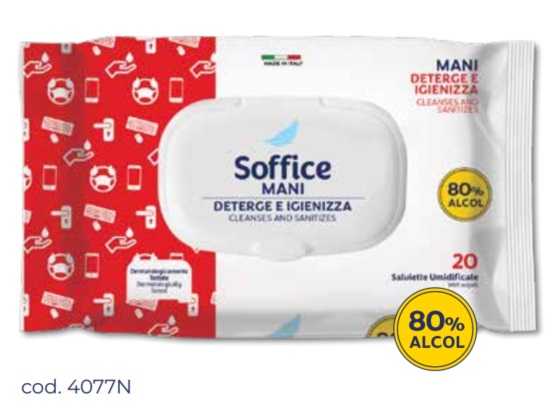 MADE IN ITALY
MANI
DETERGE E
IGIENIZZA
CLEANSES AND
SANITIZES
Soffice
MANI
DETERGE E IGIENIZZA
CLEANSES AND SANITIZES
80%
ALCOL
20
Salviette Umidificate
Wet wipes
Dermatologicamente
Testato
Dermatologically
Tested
80%
ALCOL
cod. 4077N